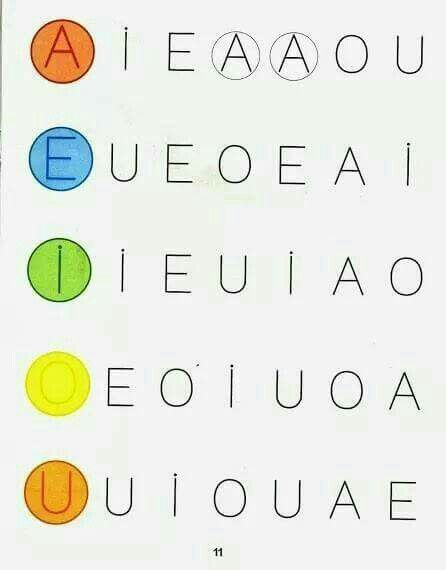 A İ E A A O U
E U E O E A İ
İ İ E U İ A O
O E O İ U O A
U U İ O U A E
11